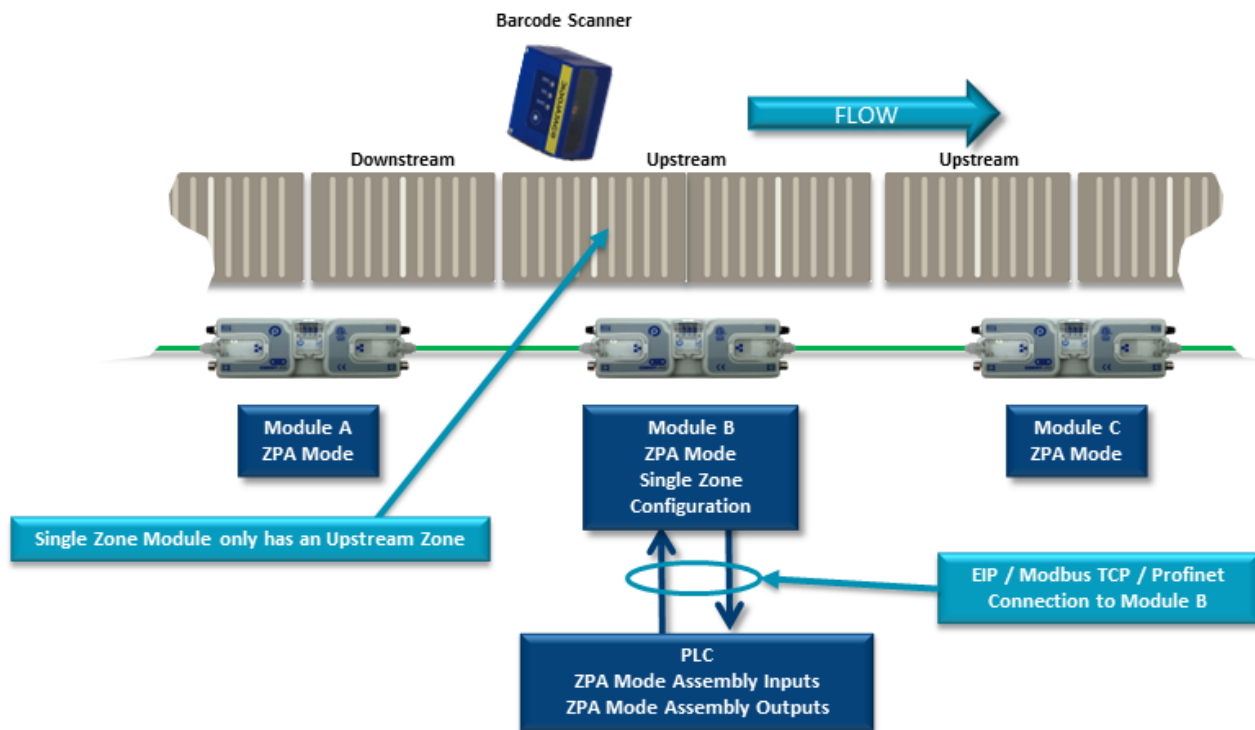 Barcode Scanner
FLOW
Downstream
Upstream
Upstream
Module A
ZPA Mode
Module B
ZPA Mode
Single Zone
Configuration
Module C
ZPA Mode
Single Zone Module only has an Upstream Zone
EIP / Modbus TCP / Profinet
Connection to Module B
PLC
ZPA Mode Assembly Inputs
ZPA Mode Assembly Outputs